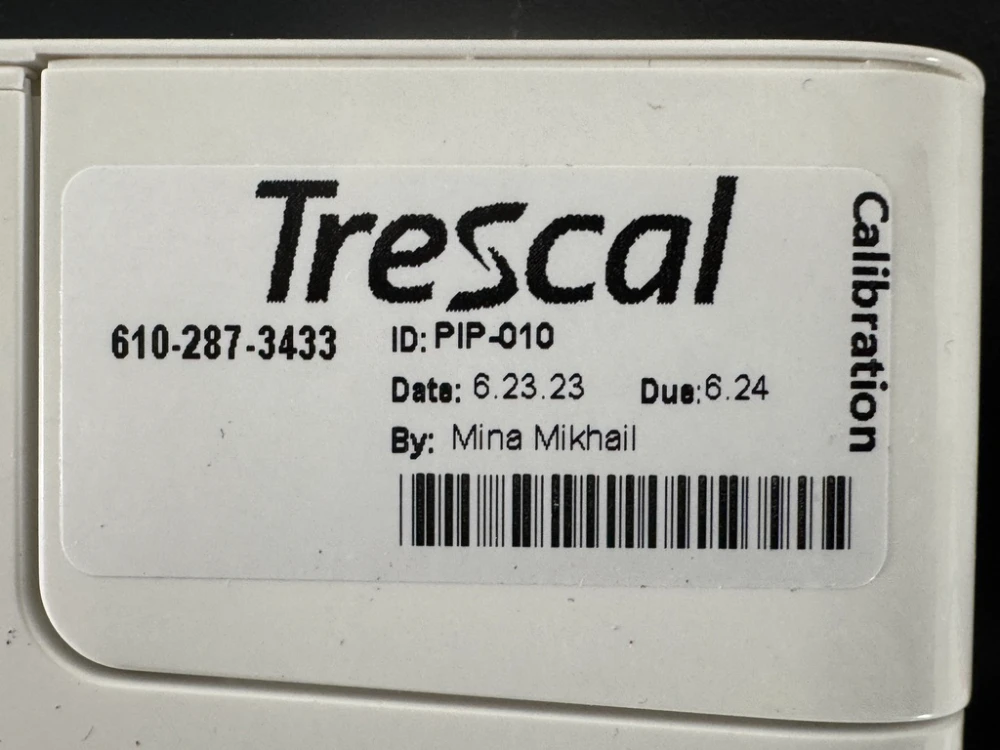 Trescal
610-287-3433
ID: PIP-010
Date: 6.23.23 Due: 6.24
By: Mina Mikhail
Calibration